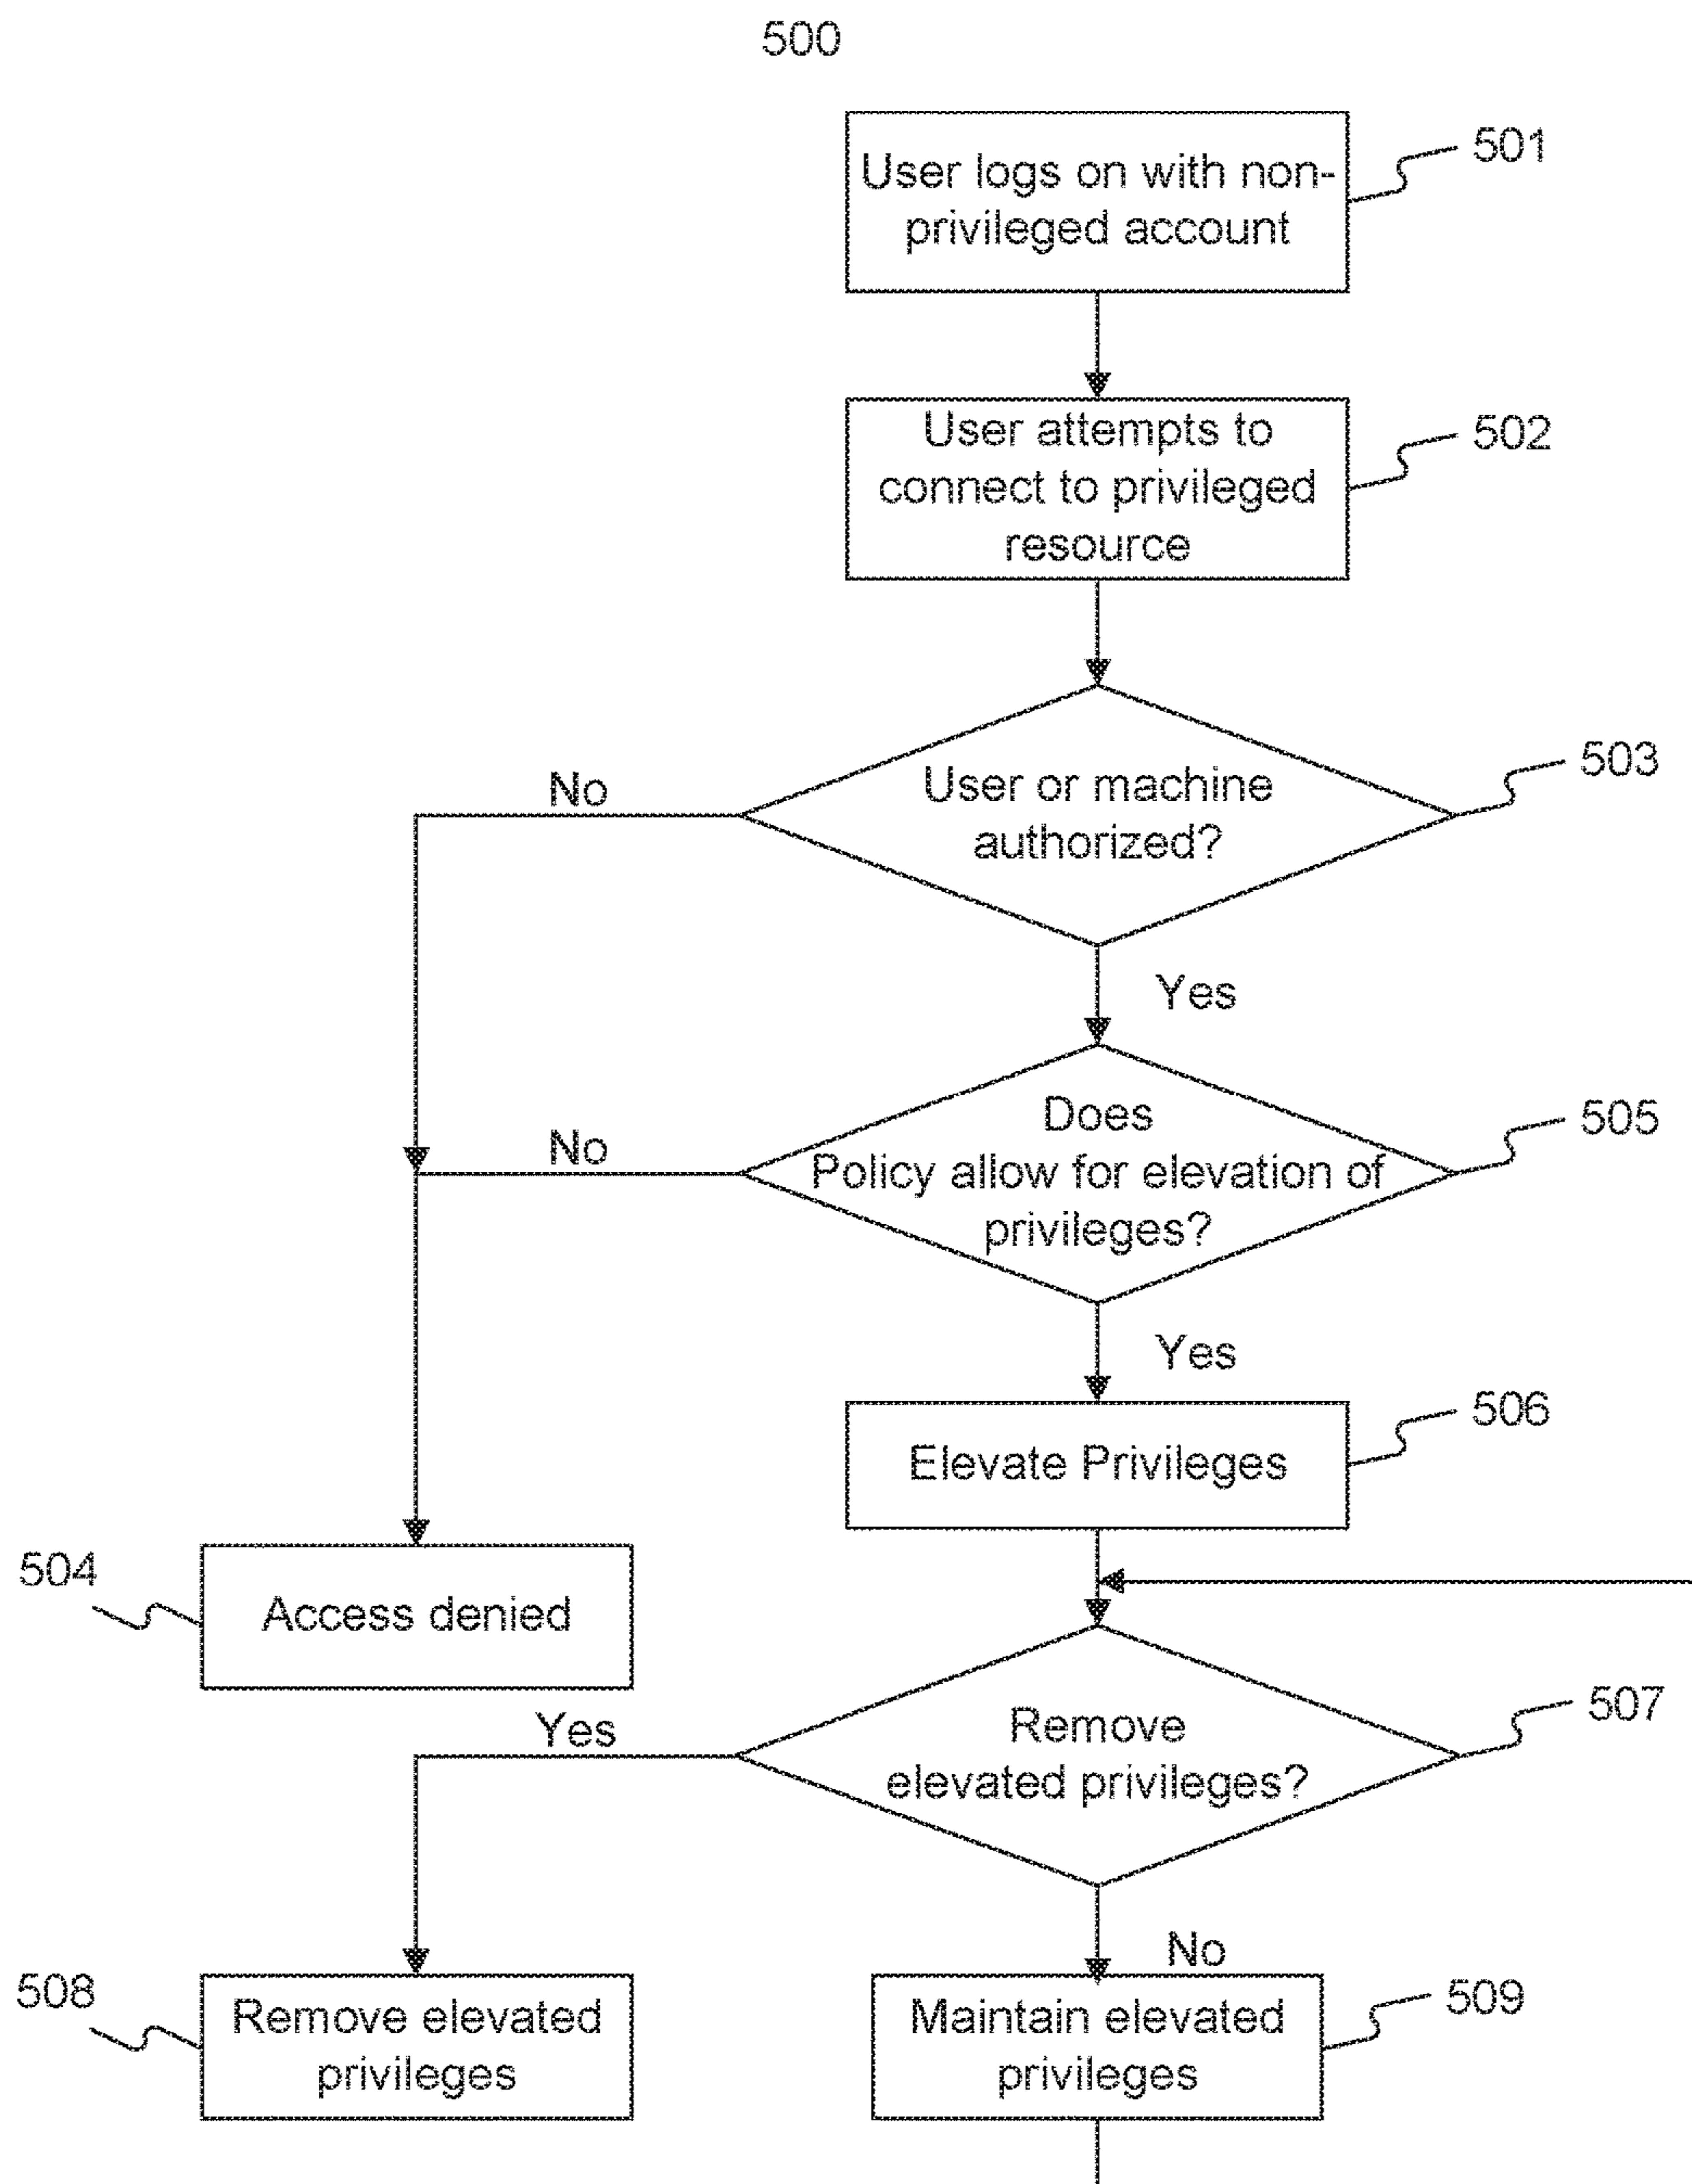 500
User logs on with non-
privileged account
501
User attempts to
connect to privileged
resource
502
User or machine
authorized?
503
No
Yes
Does
Policy allow for elevation of
privileges?
505
No
Yes
Elevate Privileges
506
504
Access denied
Remove
elevated privileges?
507
Yes
No
508
Remove elevated
privileges
Maintain elevated
privileges
509